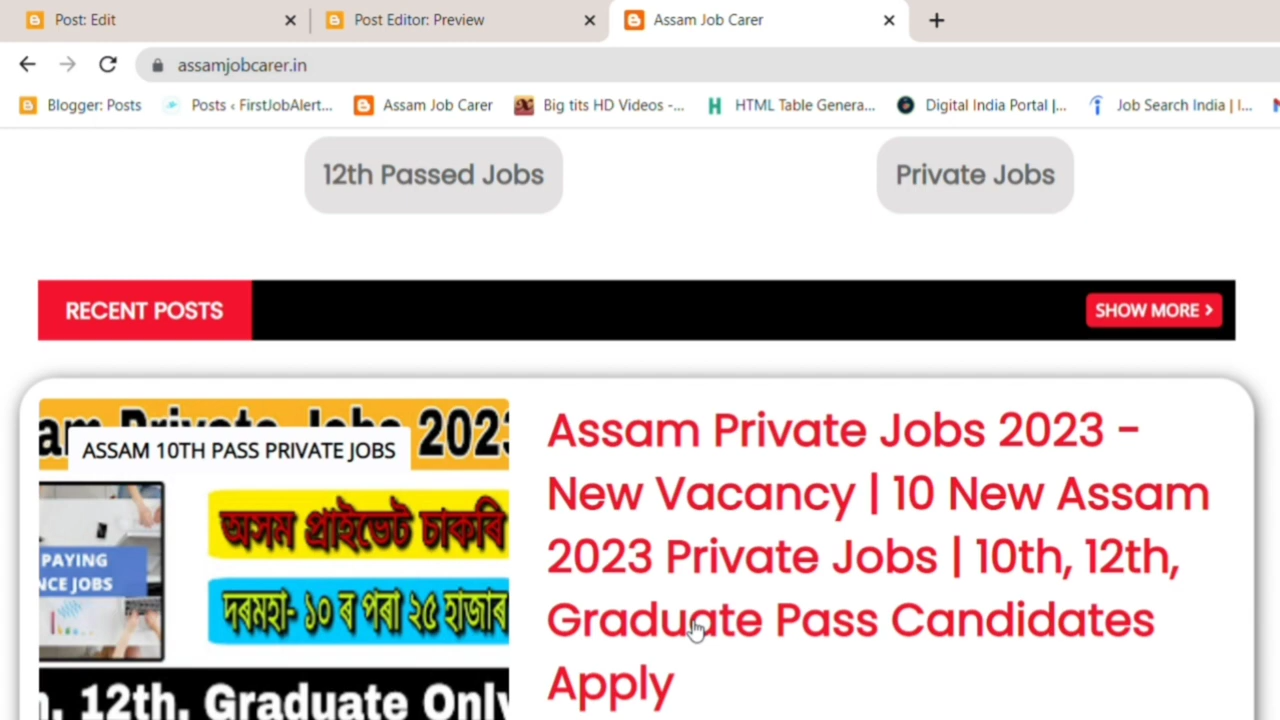 Post: Edit
Post Editor: Preview
Assam Job Carer
assamjobcarer.in
Blogger: Posts
Posts ‹ FirstJobAlert...
Assam Job Carer
Big tits HD Videos -...
HTML Table Genera...
Digital India Portal |...
Job Search India | I...
12th Passed Jobs
Private Jobs
RECENT POSTS
SHOW MORE
am Private Jobs 2023
ASSAM 10TH PASS PRIVATE JOBS
PAYING
NCE JOBS
অসম প্ৰাইভেট চাকৰি
দৰমহা- ১০ ৰ পৰা ২৫ হাজাৰ
h, 12th, Graduate Only
Assam Private Jobs 2023 -
New Vacancy | 10 New Assam
2023 Private Jobs | 10th, 12th,
Graduate Pass Candidates
Apply